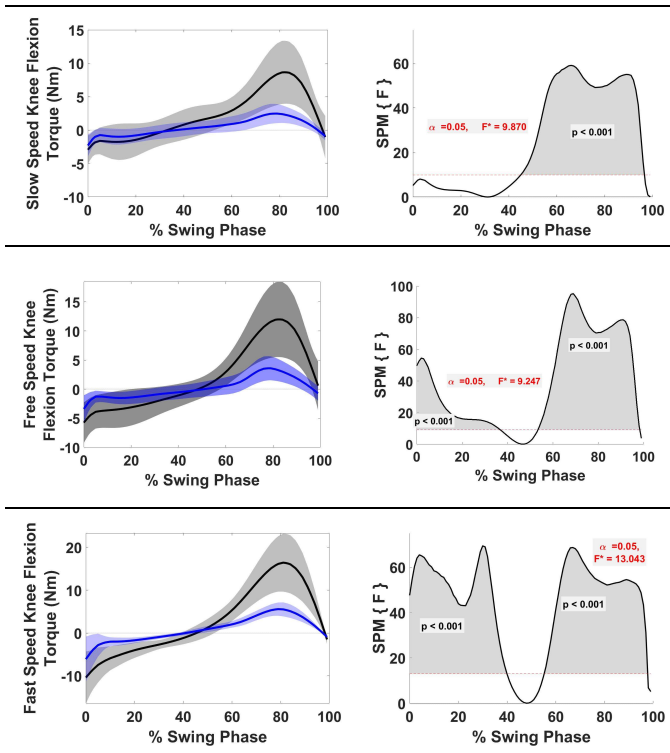 Slow Speed Knee Flexion
Torque (Nm)
15
10
5
0
-5
-10
0 20 40 60 80 100
% Swing Phase
SPM { F }
60
40
20
0
α =0.05, F* = 9.870
p < 0.001
0 20 40 60 80 100
% Swing Phase
Free Speed Knee
Flexion Torque (Nm)
15
10
5
0
-5
-10
0 20 40 60 80 100
% Swing Phase
SPM { F }
100
80
60
40
20
0
α =0.05, F* = 9.247
p < 0.001
p < 0.001
0 20 40 60 80 100
% Swing Phase
Fast Speed Knee Flexion
Torque (Nm)
20
10
0
-10
0 20 40 60 80 100
% Swing Phase
SPM { F }
60
40
20
0
α =0.05,
F* = 13.043
p < 0.001
p < 0.001
0 20 40 60 80 100
% Swing Phase